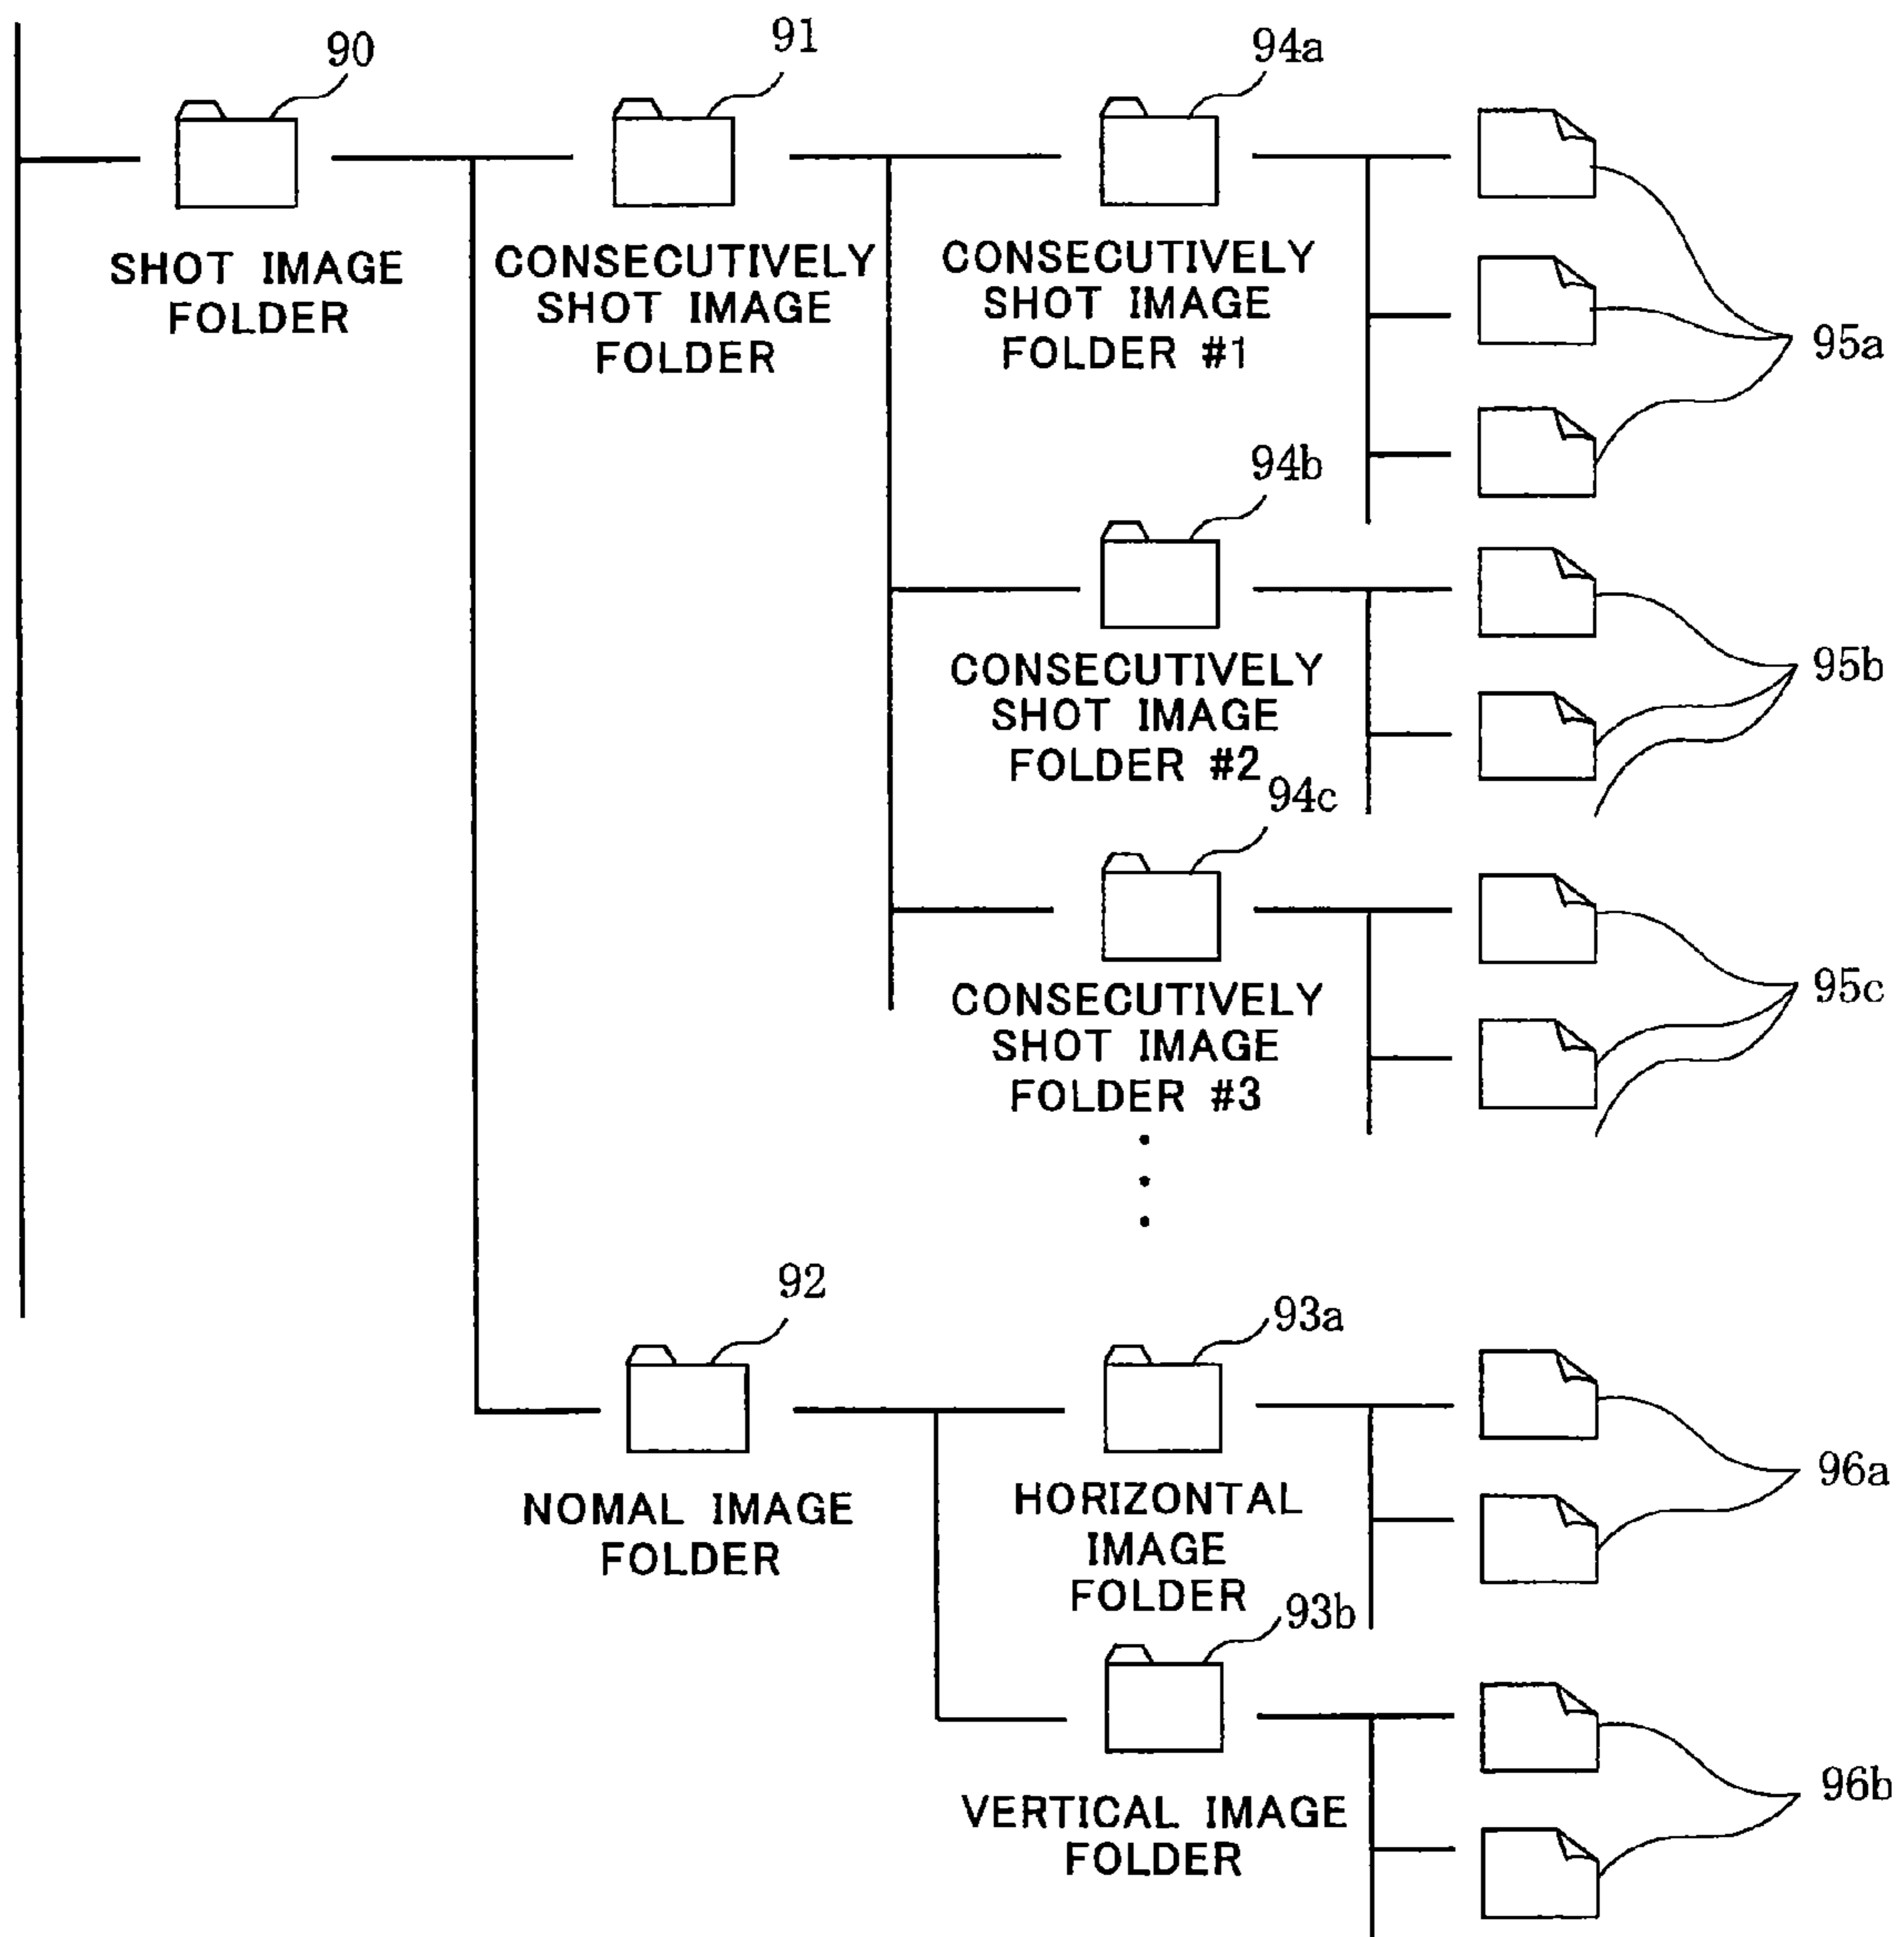 90
91
94a
SHOT IMAGE
FOLDER
CONSECUTIVELY
SHOT IMAGE
FOLDER
CONSECUTIVELY
SHOT IMAGE
FOLDER #1
95a
94b
CONSECUTIVELY
SHOT IMAGE
FOLDER #2
95b
94c
CONSECUTIVELY
SHOT IMAGE
FOLDER #3
95c
92
NOMAL IMAGE
FOLDER
93a
HORIZONTAL
IMAGE
FOLDER
96a
93b
VERTICAL IMAGE
FOLDER
96b